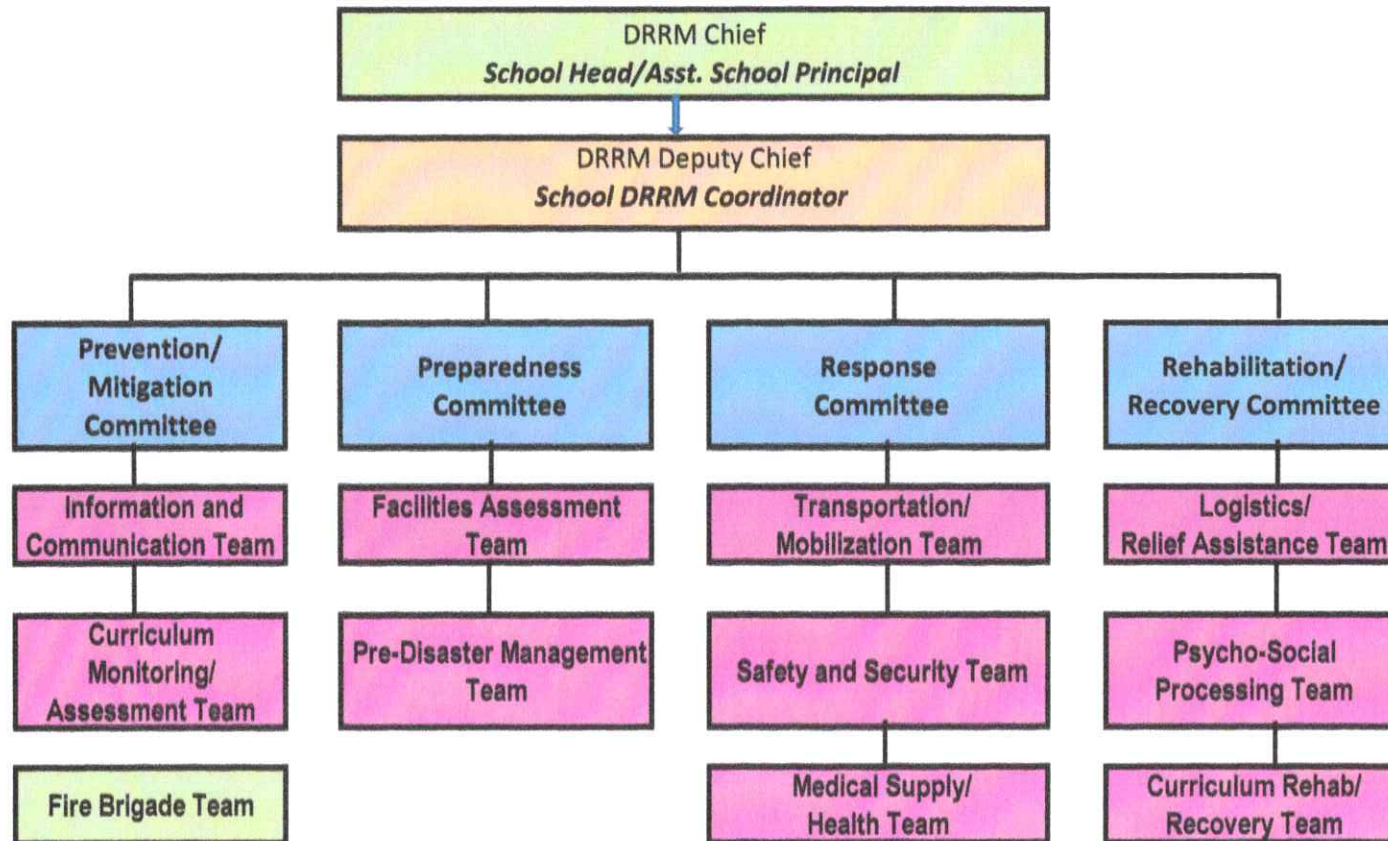 DRRM Chief
School Head/Asst. School Principal
DRRM Deputy Chief
School DRRM Coordinator
Prevention/
Mitigation
Committee
Preparedness
Committee
Response
Committee
Rehabilitation/
Recovery Committee
Information and
Communication Team
Facilities Assessment
Team
Transportation/
Mobilization Team
Logistics/
Relief Assistance Team
Curriculum
Monitoring/
Assessment Team
Pre-Disaster Management
Team
Safety and Security Team
Psycho-Social
Processing Team
Fire Brigade Team
Medical Supply/
Health Team
Curriculum Rehab/
Recovery Team